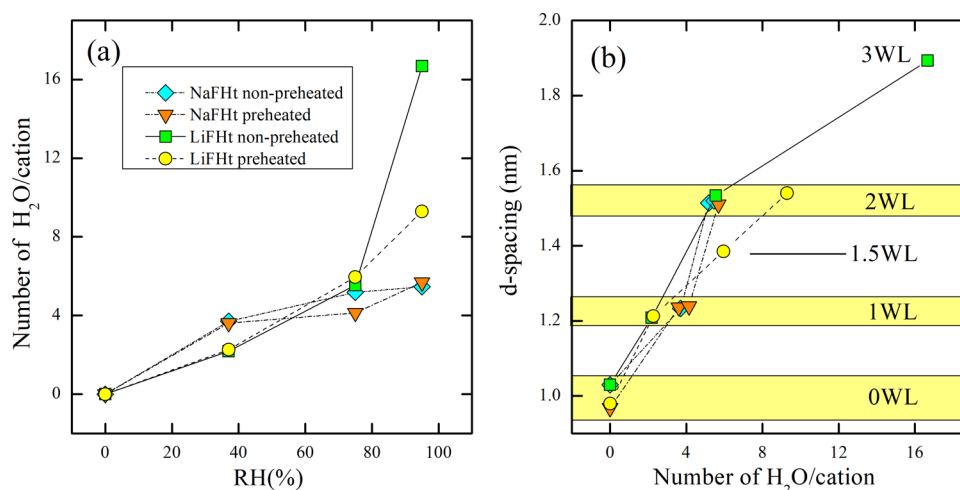 (a)
NaFHt non-preheated
NaFHt preheated
LiFHt non-preheated
LiFHt preheated
Number of H₂O/cation
16
12
8
4
0
0
20
40
60
80
100
RH(%)
(b)
3WL
2WL
1.5WL
1WL
0WL
d-spacing (nm)
2.0
1.8
1.6
1.4
1.2
1.0
0
4
8
12
16
Number of H₂O/cation